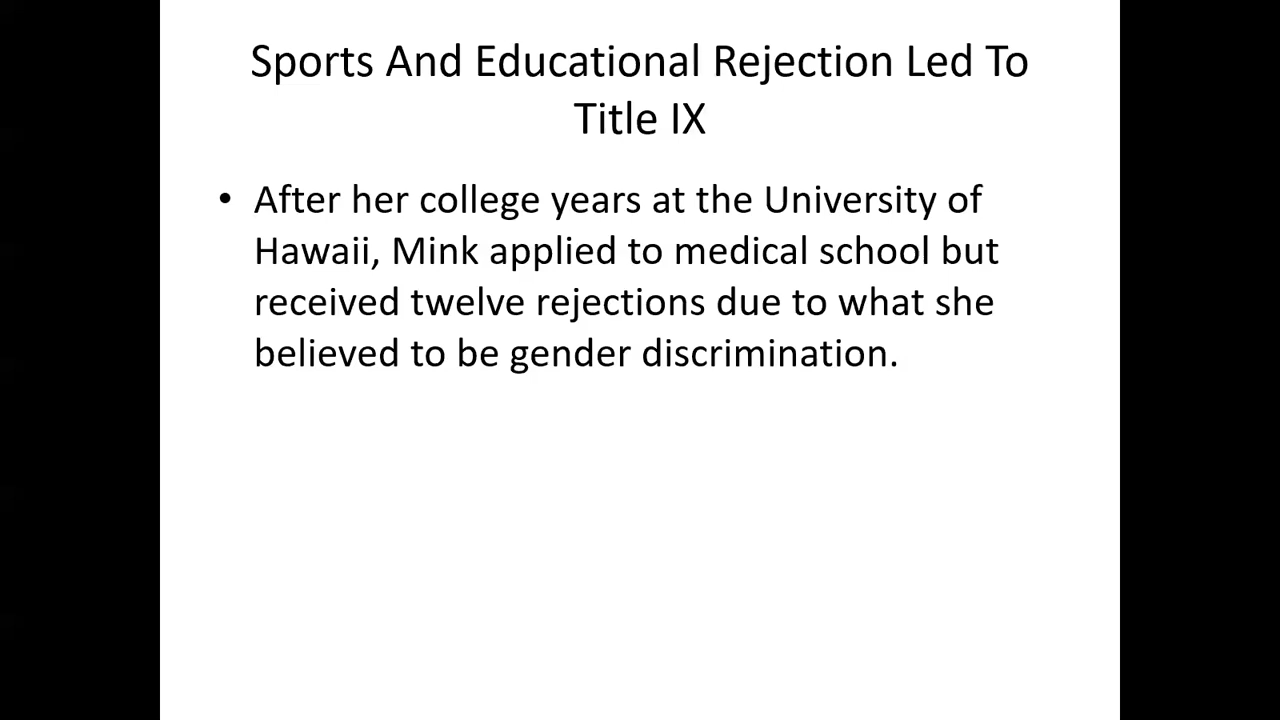 Sports And Educational Rejection Led To
Title IX
• After her college years at the University of
Hawaii, Mink applied to medical school but
received twelve rejections due to what she
believed to be gender discrimination.